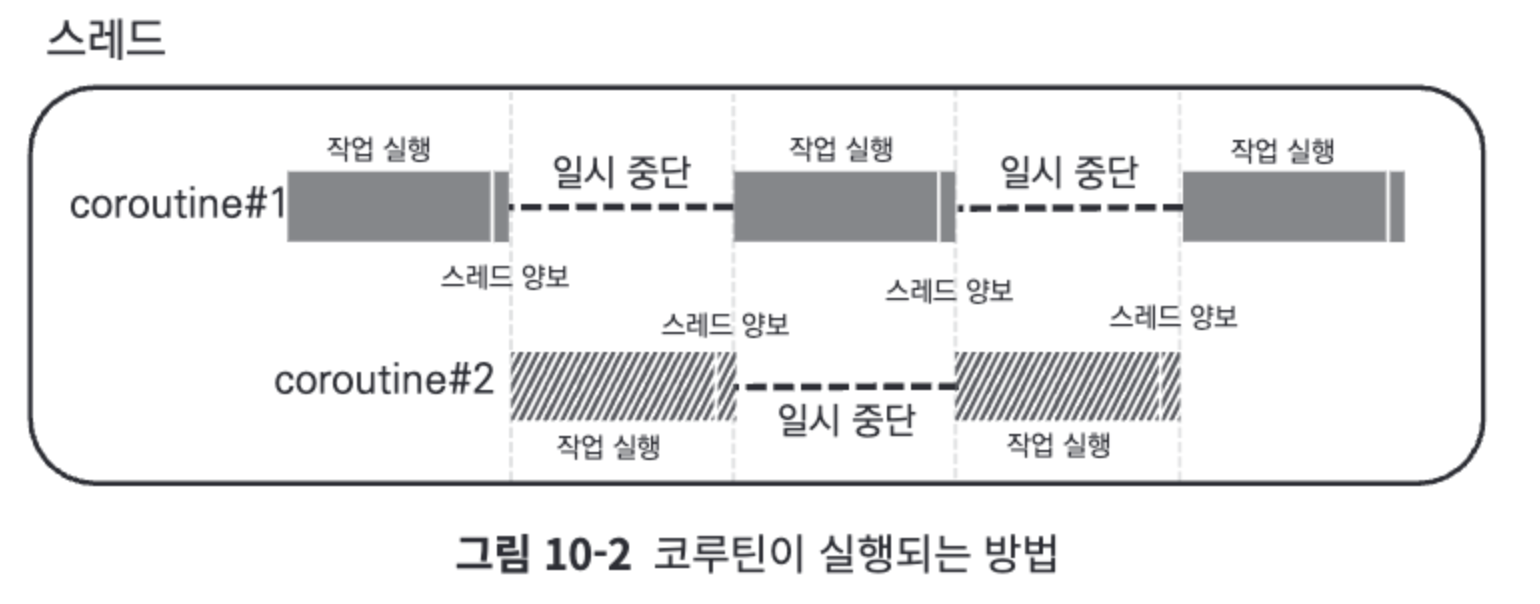 스레드
작업 실행
일시 중단
작업 실행
일시 중단
작업 실행
coroutine#1
스레드 양보
스레드 양보
스레드 양보
스레드 양보
coroutine#2
일시 중단
작업 실행
작업 실행
그림 10-2 코루틴이 실행되는 방법